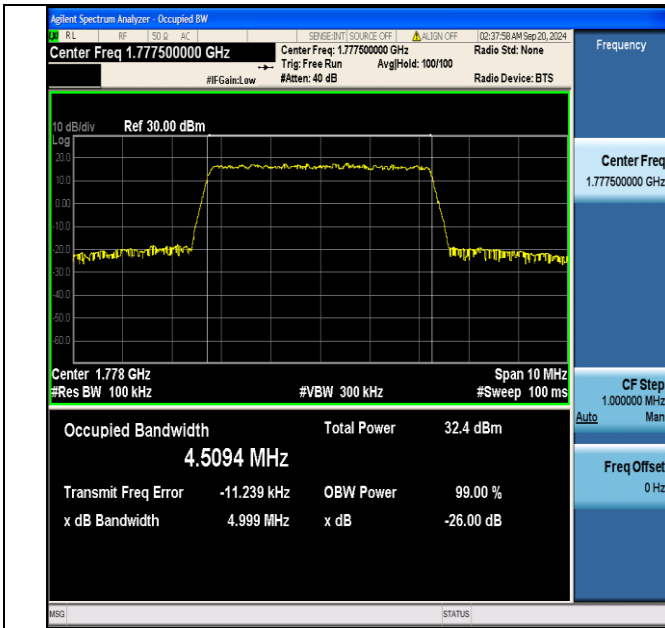 Agilent Spectrum Analyzer - Occupied BW
RL RF 50 Ω AC SENSE:INT SOURCE OFF ALIGN OFF 02:37:58 AM Sep 20, 2024
Center Freq 1.777500000 GHz
Center Freq: 1.777500000 GHz
Radio Std: None
Trig: Free Run Avg|Hold: 100/100
#IFGain:Low #Atten: 40 dB Radio Device: BTS
10 dB/div Ref 30.00 dBm
Log
20.0
10.0
0.00
-10.0
-20.0
-30.0
-40.0
-50.0
-60.0
Center 1.778 GHz Span 10 MHz
#Res BW 100 kHz #VBW 300 kHz #Sweep 100 ms
Occupied Bandwidth Total Power 32.4 dBm
4.5094 MHz
Transmit Freq Error -11.239 kHz OBW Power 99.00 %
x dB Bandwidth 4.999 MHz x dB -26.00 dB
MSG STATUS
Frequency
Center Freq
1.777500000 GHz
CF Step
1.000000 MHz
Auto Man
Freq Offset
0 Hz